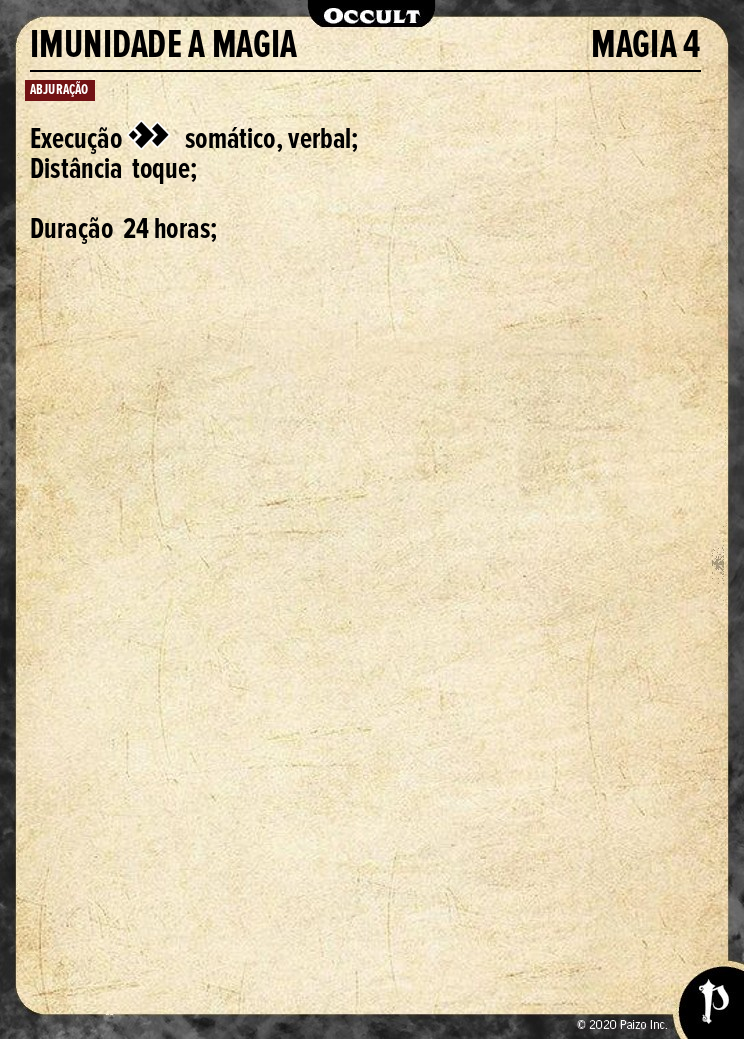 Occult
IMUNIDADE A MAGIA MAGIA 4
ABJURAÇÃO
Execução somático, verbal;
Distância toque;
Duração 24 horas;
© 2020 Paizo Inc.
P